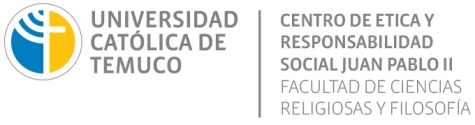 UNIVERSIDAD
CATÓLICA DE
TEMUCO
CENTRO DE ETICA Y
RESPONSABILIDAD
SOCIAL JUAN PABLO II
FACULTAD DE CIENCIAS
RELIGIOSAS Y FILOSOFÍA